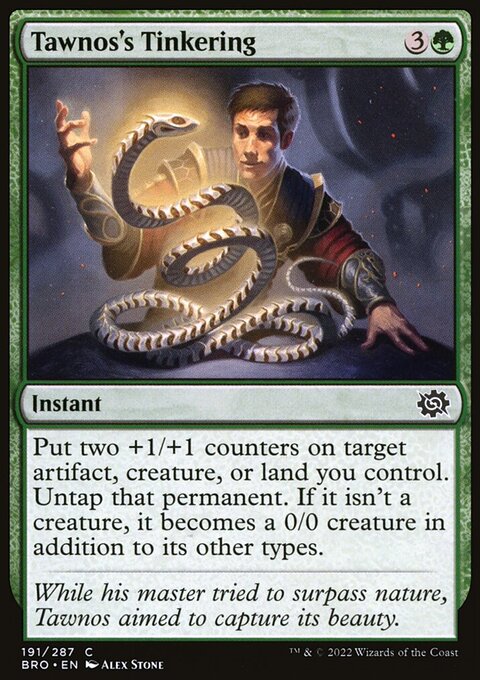 Tawnos's Tinkering 3
Instant
Put two +1/+1 counters on target
artifact, creature, or land you control.
Untap that permanent. If it isn't a
creature, it becomes a 0/0 creature in
addition to its other types.
While his master tried to surpass nature,
Tawnos aimed to capture its beauty.
191/287 C
BRO • EN Alex Stone
™ & © 2022 Wizards of the Coast